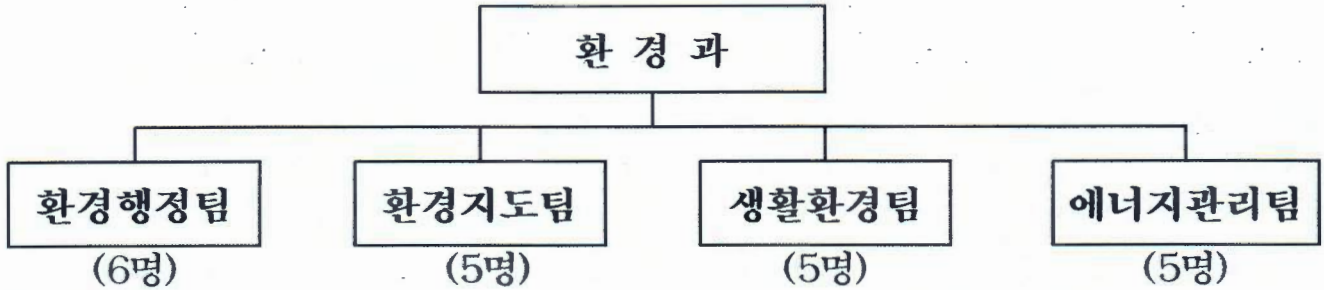 환 경 과
환경행정팀 환경지도팀 생활환경팀 에너지관리팀
(6명) (5명) (5명) (5명)